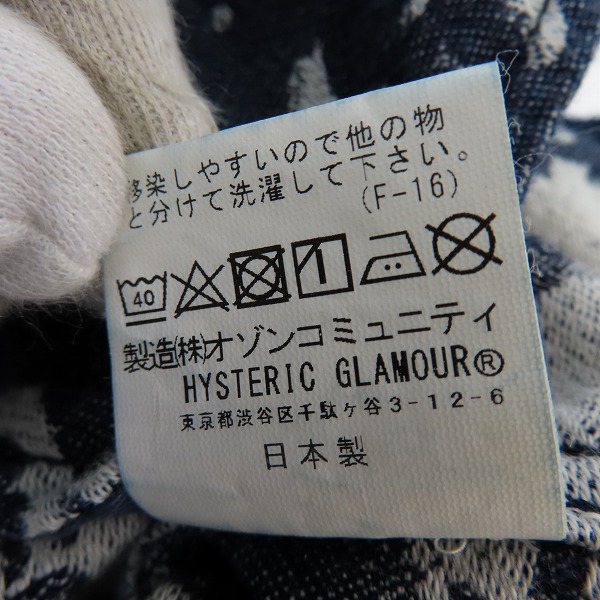 移染しやすいので他の物
と分けて洗濯して下さい。
(F-16)
40
製造(株)オゾンコミュニティ
HYSTERIC GLAMOUR®
東京都渋谷区千駄ケ谷3-12-6
日本製